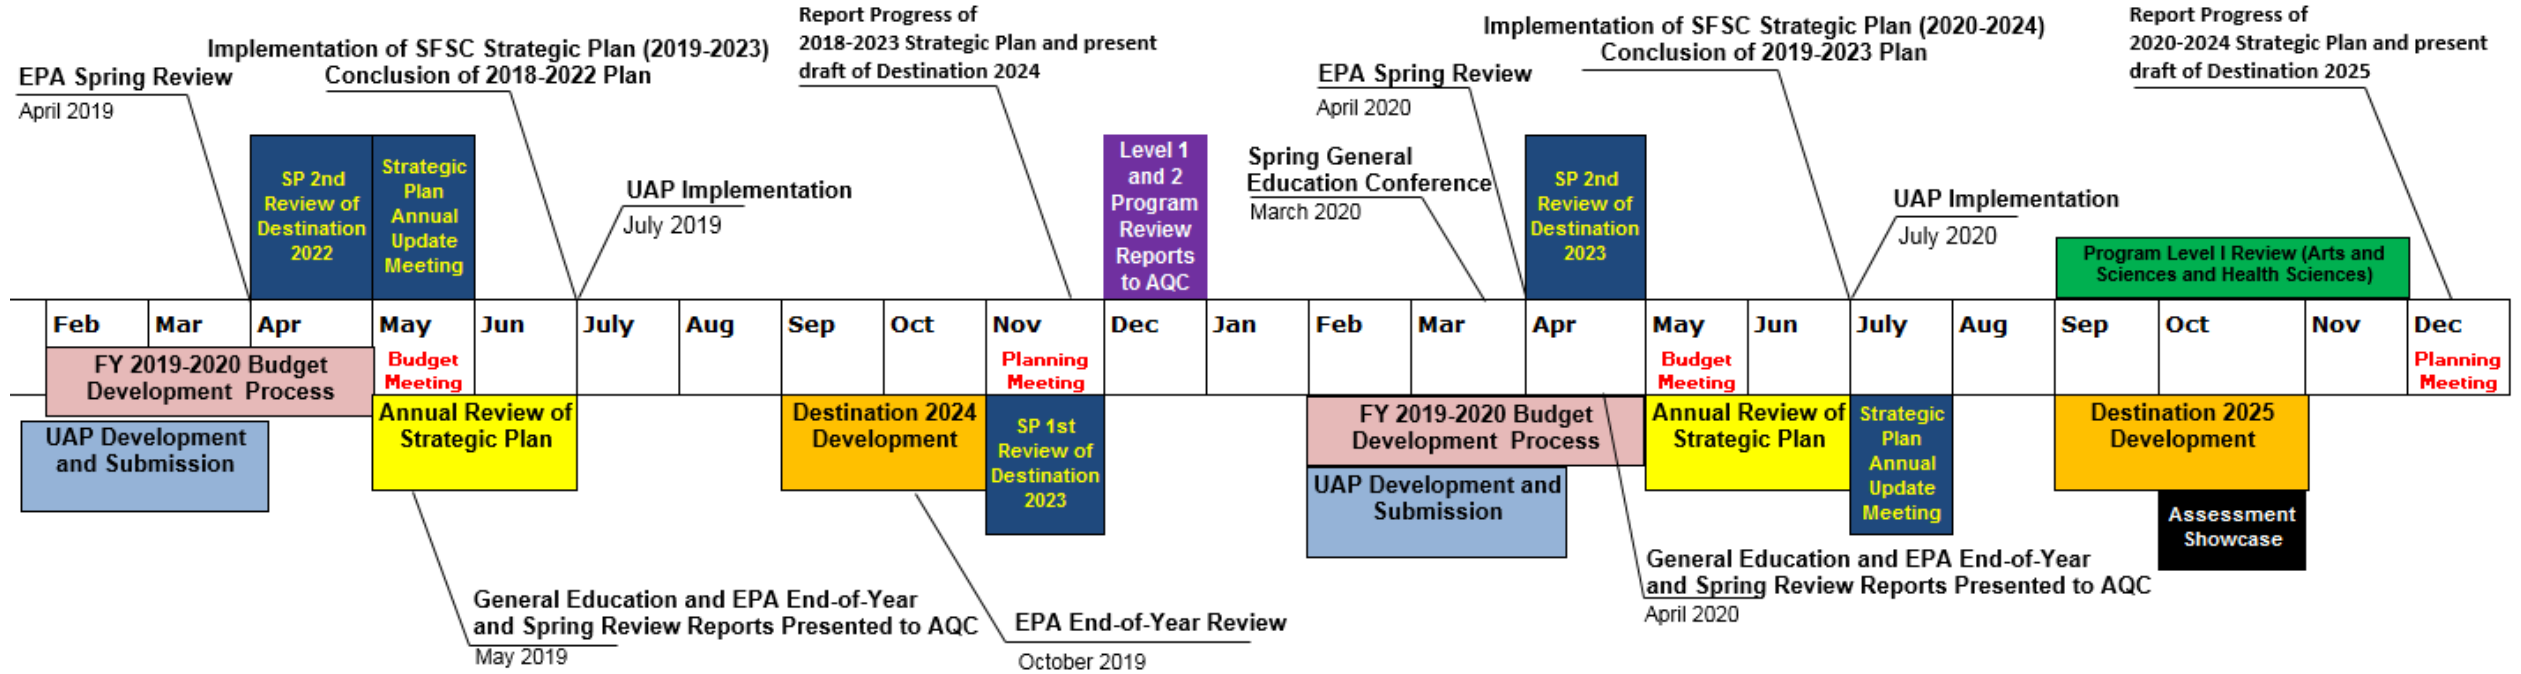 Report Progress of
2018-2023 Strategic Plan and present
draft of Destination 2024
Report Progress of
2020-2024 Strategic Plan and present
draft of Destination 2025
Implementation of SFSC Strategic Plan (2019-2023)
Conclusion of 2018-2022 Plan
Implementation of SFSC Strategic Plan (2020-2024)
Conclusion of 2019-2023 Plan
EPA Spring Review
April 2019
EPA Spring Review
April 2020
SP 2nd
Review of
Destination
2022
Strategic
Plan
Annual
Update
Meeting
UAP Implementation
July 2019
Level 1
and 2
Program
Review
Reports
to AQC
Spring General
Education Conference
March 2020
SP 2nd
Review of
Destination
2023
UAP Implementation
July 2020
Program Level I Review (Arts and
Sciences and Health Sciences)
Feb
Mar
Apr
May
Jun
July
Aug
Sep
Oct
Nov
Dec
Jan
Feb
Mar
Apr
May
Jun
July
Aug
Sep
Oct
Nov
Dec
FY 2019-2020 Budget
Development Process
Budget
Meeting
Planning
Meeting
Budget
Meeting
Planning
Meeting
UAP Development
and Submission
Annual Review of
Strategic Plan
Destination 2024
Development
SP 1st
Review of
Destination
2023
FY 2019-2020 Budget
Development Process
UAP Development and
Submission
Annual Review of
Strategic Plan
Strategic
Plan
Annual
Update
Meeting
Destination 2025
Development
Assessment
Showcase
General Education and EPA End-of-Year
and Spring Review Reports Presented to AQC
May 2019
EPA End-of-Year Review
October 2019
General Education and EPA End-of-Year
and Spring Review Reports Presented to AQC
April 2020